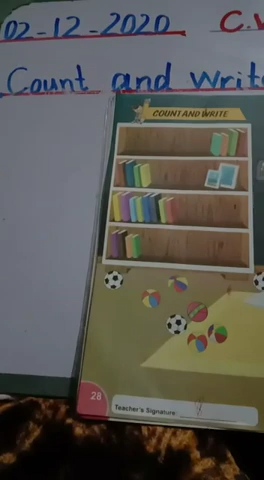 02-12-2020 C.W
Count and Write
COUNT AND WRITE
28
Teacher's Signature: